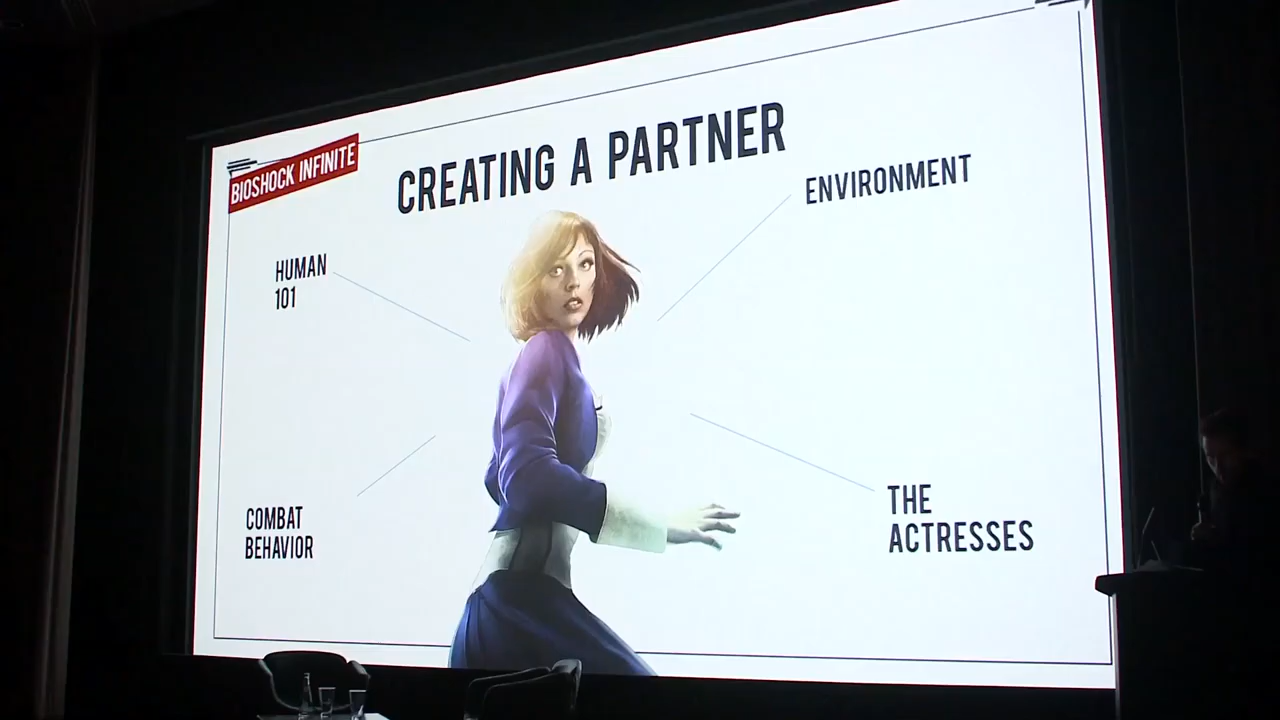 BIOSHOCK INFINITE
CREATING A PARTNER
ENVIRONMENT
HUMAN
101
COMBAT
BEHAVIOR
THE
ACTRESSES